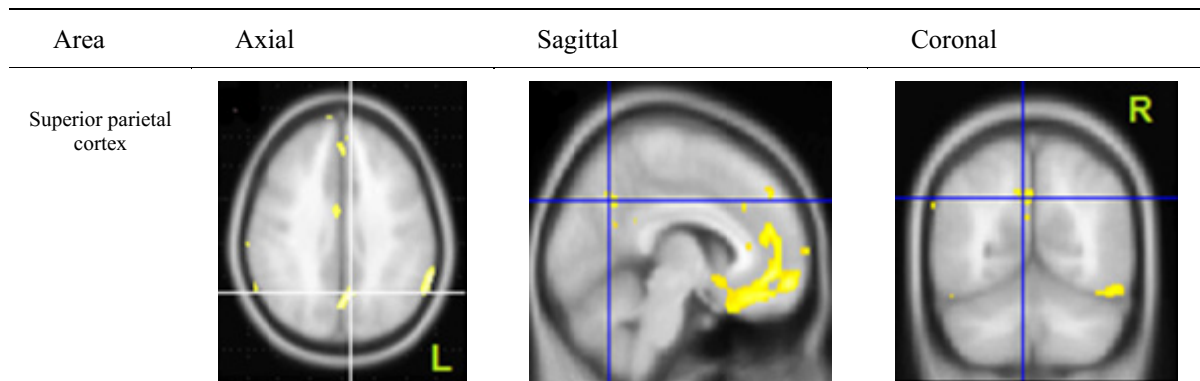 Area Axial Sagittal Coronal
Superior parietal
cortex
R
L